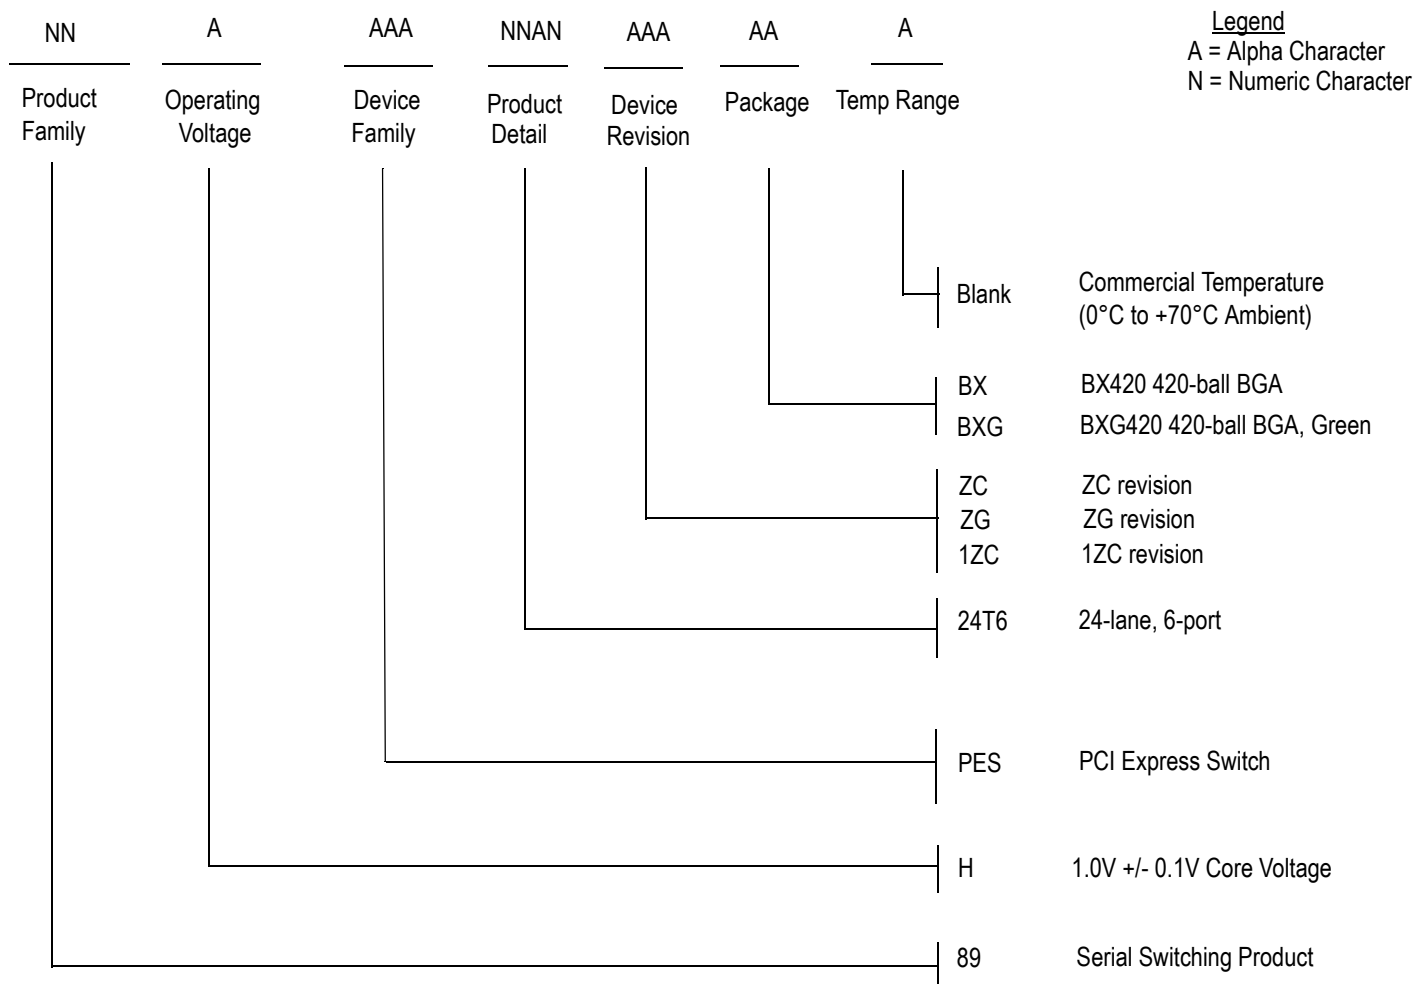 NN A AAA NNAN AAA AA A
Legend
A = Alpha Character
N = Numeric Character
Product Family
Operating Voltage
Device Family
Product Detail
Device Revision
Package
Temp Range
Blank Commercial Temperature
(0°C to +70°C Ambient)
BX BX420 420-ball BGA
BXG BXG420 420-ball BGA, Green
ZC ZC revision
ZG ZG revision
1ZC 1ZC revision
24T6 24-lane, 6-port
PES PCI Express Switch
H 1.0V +/- 0.1V Core Voltage
89 Serial Switching Product